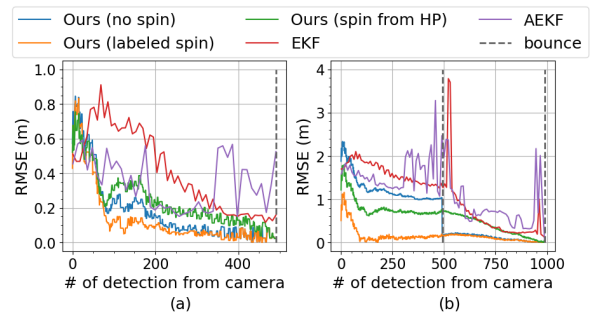 Ours (no spin)
Ours (labeled spin)
Ours (spin from HP)
EKF
AEKF
bounce
RMSE (m)
1.0
0.8
0.6
0.4
0.2
0.0
0
200
400
# of detection from camera
(a)
RMSE (m)
4
3
2
1
0
0
250
500
750
1000
# of detection from camera
(b)